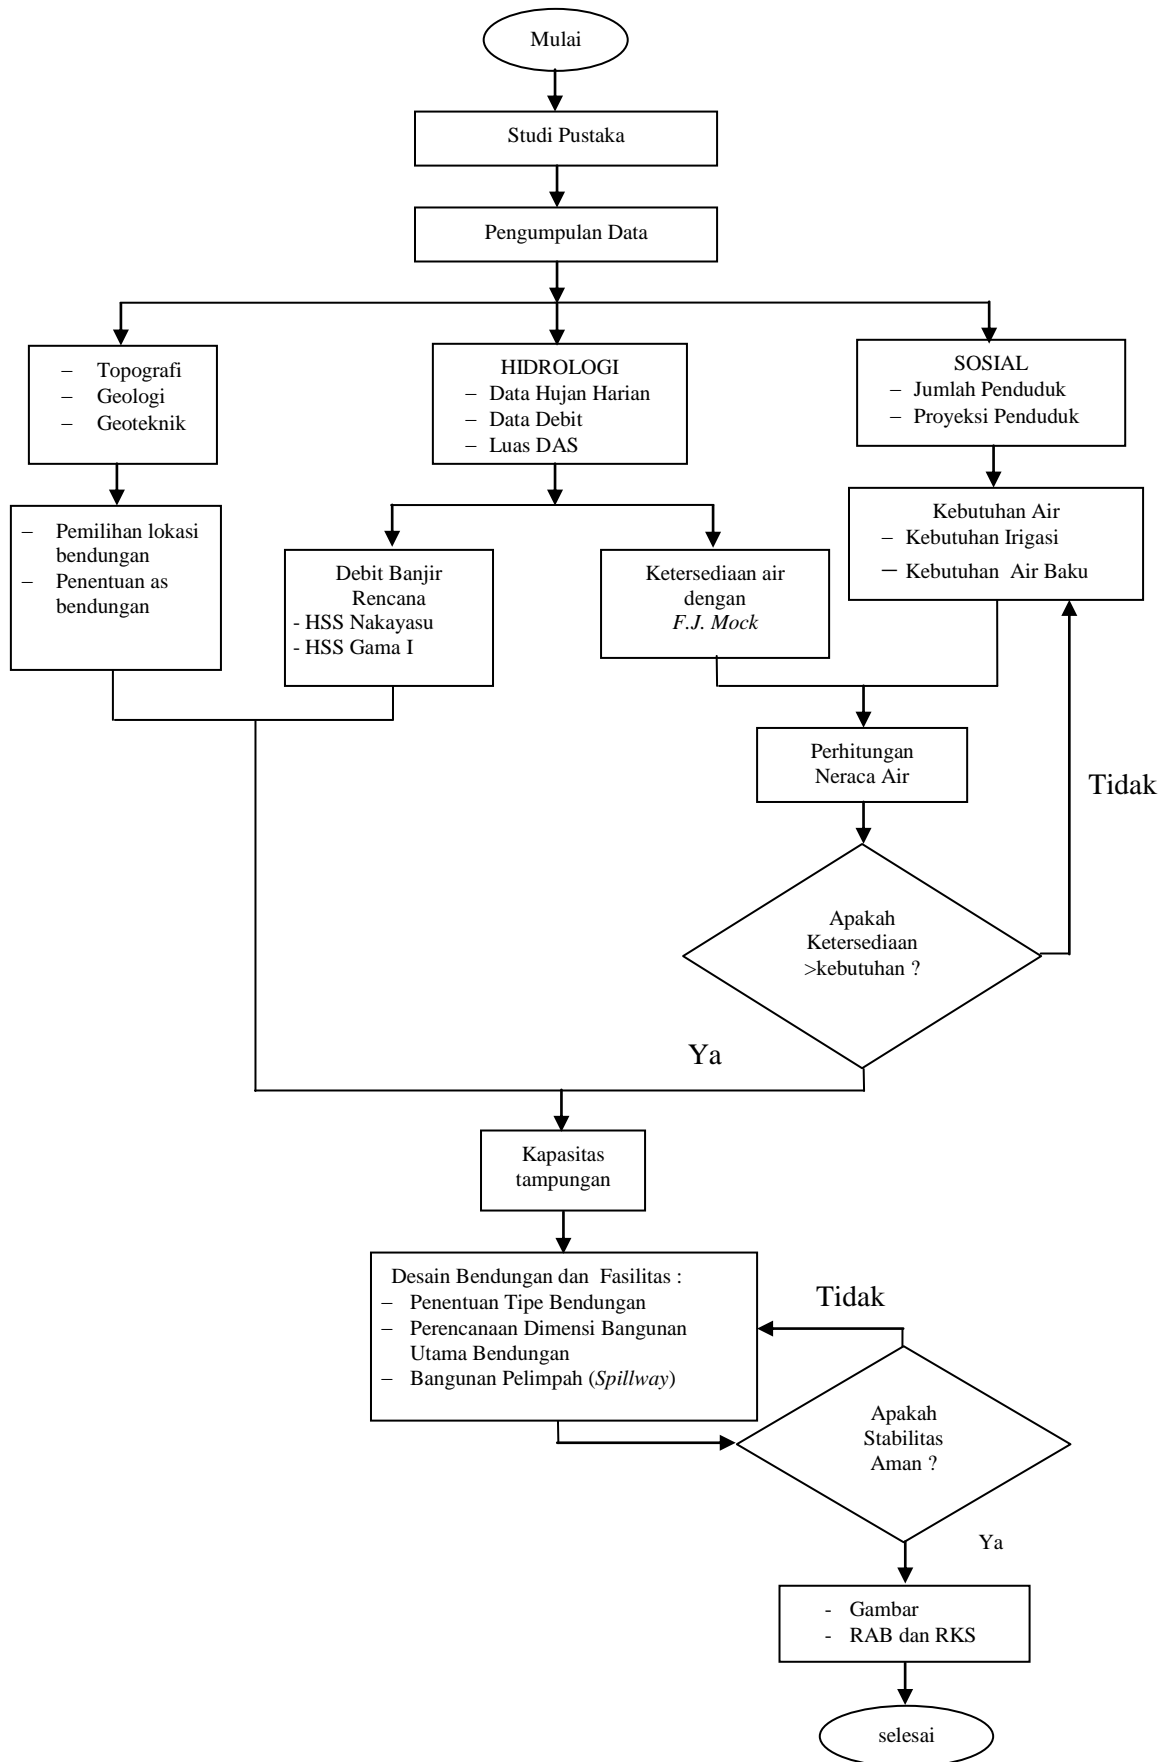 Mulai
Studi Pustaka
Pengumpulan Data
– Topografi
– Geologi
– Geoteknik
HIDROLOGI
– Data Hujan Harian
– Data Debit
– Luas DAS
SOSIAL
– Jumlah Penduduk
– Proyeksi Penduduk
– Pemilihan lokasi
bendungan
– Penentuan as
bendungan
Debit Banjir
Rencana
- HSS Nakayasu
- HSS Gama I
Ketersediaan air
dengan
F.J. Mock
Kebutuhan Air
– Kebutuhan Irigasi
– Kebutuhan Air Baku
Perhitungan
Neraca Air
Tidak
Apakah
Ketersediaan
>kebutuhan ?
Ya
Kapasitas
tampungan
Desain Bendungan dan Fasilitas :
– Penentuan Tipe Bendungan
– Perencanaan Dimensi Bangunan
Utama Bendungan
– Bangunan Pelimpah (Spillway)
Tidak
Apakah
Stabilitas
Aman ?
Ya
- Gambar
- RAB dan RKS
selesai